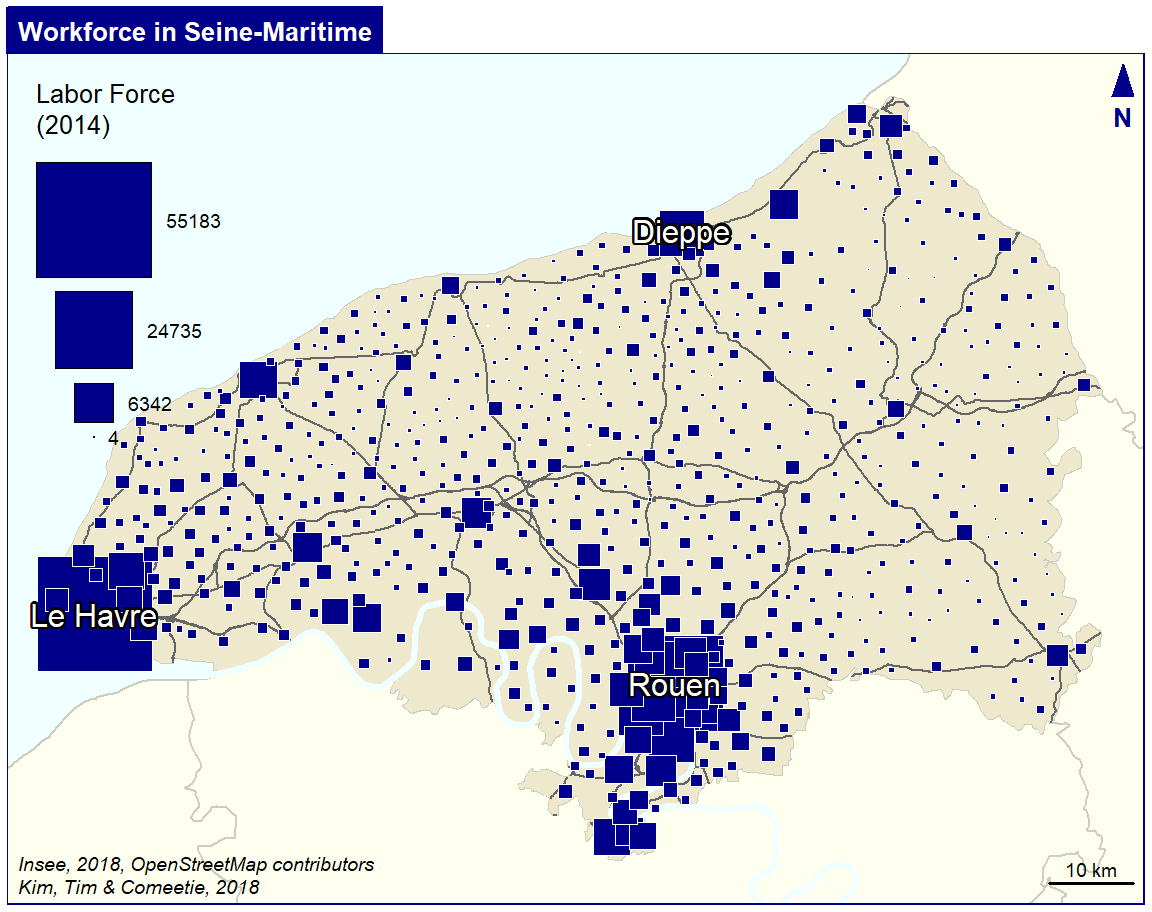 Workforce in Seine-Maritime
Labor Force
(2014)
55183
24735
6342
4
N
Dieppe
Le Havre
Rouen
Insee, 2018, OpenStreetMap contributors
Kim, Tim & Comeetie, 2018
10 km